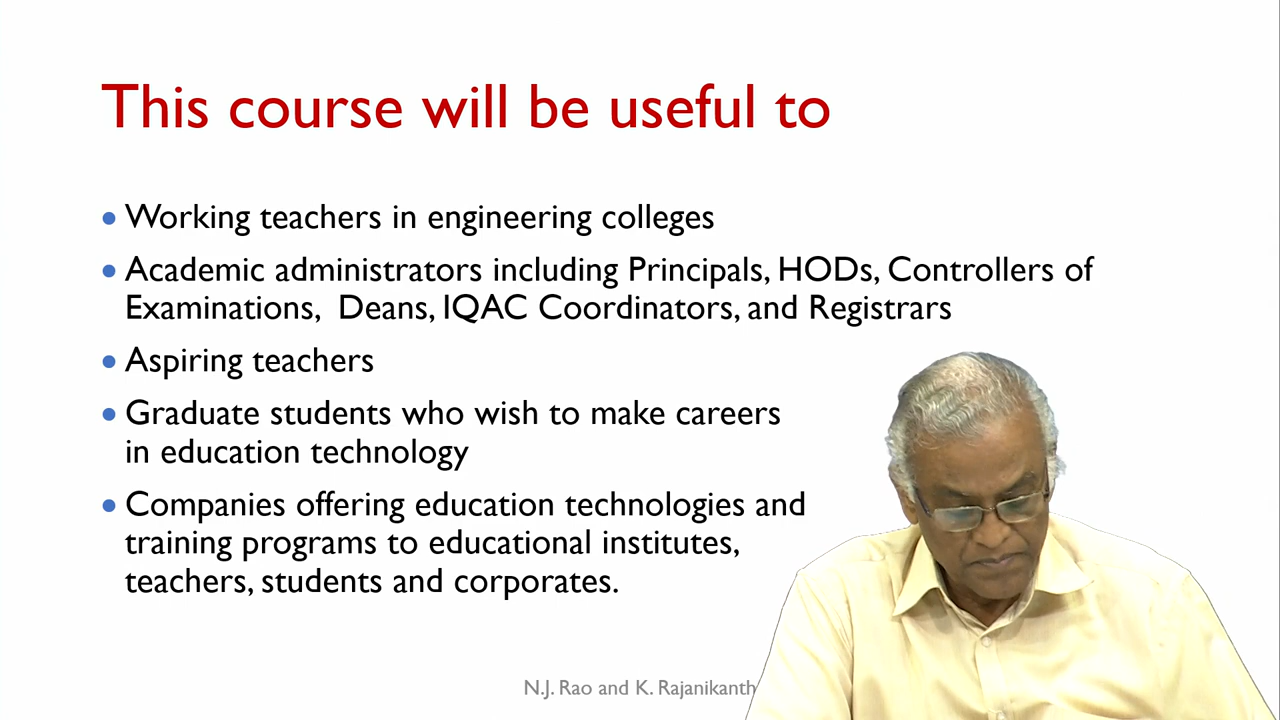 This course will be useful to
• Working teachers in engineering colleges
• Academic administrators including Principals, HODs, Controllers of
Examinations, Deans, IQAC Coordinators, and Registrars
• Aspiring teachers
• Graduate students who wish to make careers
in education technology
• Companies offering education technologies and
training programs to educational institutes,
teachers, students and corporates.
N.J. Rao and K. Rajanikanth